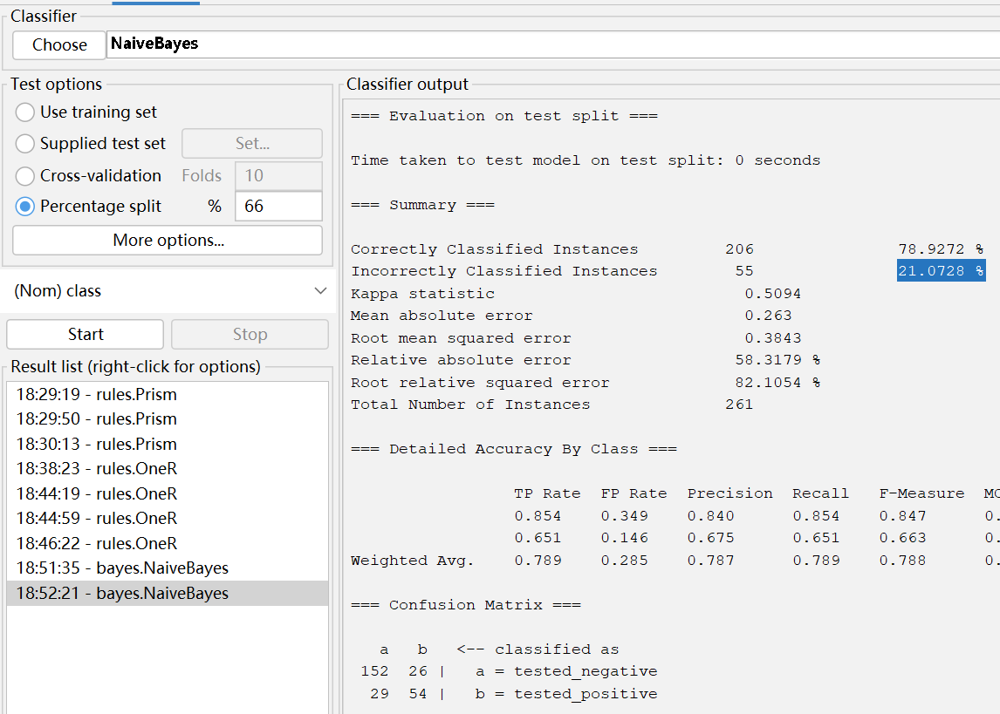 Classifier
Choose NaiveBayes
Test options
Use training set
Supplied test set Set...
Cross-validation Folds 10
Percentage split % 66
More options...
(Nom) class
Start Stop
Result list (right-click for options)
18:29:19 - rules.Prism
18:29:50 - rules.Prism
18:30:13 - rules.Prism
18:38:23 - rules.OneR
18:44:19 - rules.OneR
18:44:59 - rules.OneR
18:46:22 - rules.OneR
18:51:35 - bayes.NaiveBayes
18:52:21 - bayes.NaiveBayes
Classifier output
=== Evaluation on test split ===
Time taken to test model on test split: 0 seconds
=== Summary ===
Correctly Classified Instances 206 78.9272 %
Incorrectly Classified Instances 55 21.0728 %
Kappa statistic 0.5094
Mean absolute error 0.263
Root mean squared error 0.3843
Relative absolute error 58.3179 %
Root relative squared error 82.1054 %
Total Number of Instances 261
=== Detailed Accuracy By Class ===
TP Rate FP Rate Precision Recall F-Measure MC
0.854 0.349 0.840 0.854 0.847 0.
0.651 0.146 0.675 0.651 0.663 0.
Weighted Avg. 0.789 0.285 0.787 0.789 0.788 0.
=== Confusion Matrix ===
a b <-- classified as
152 26 | a = tested_negative
29 54 | b = tested_positive